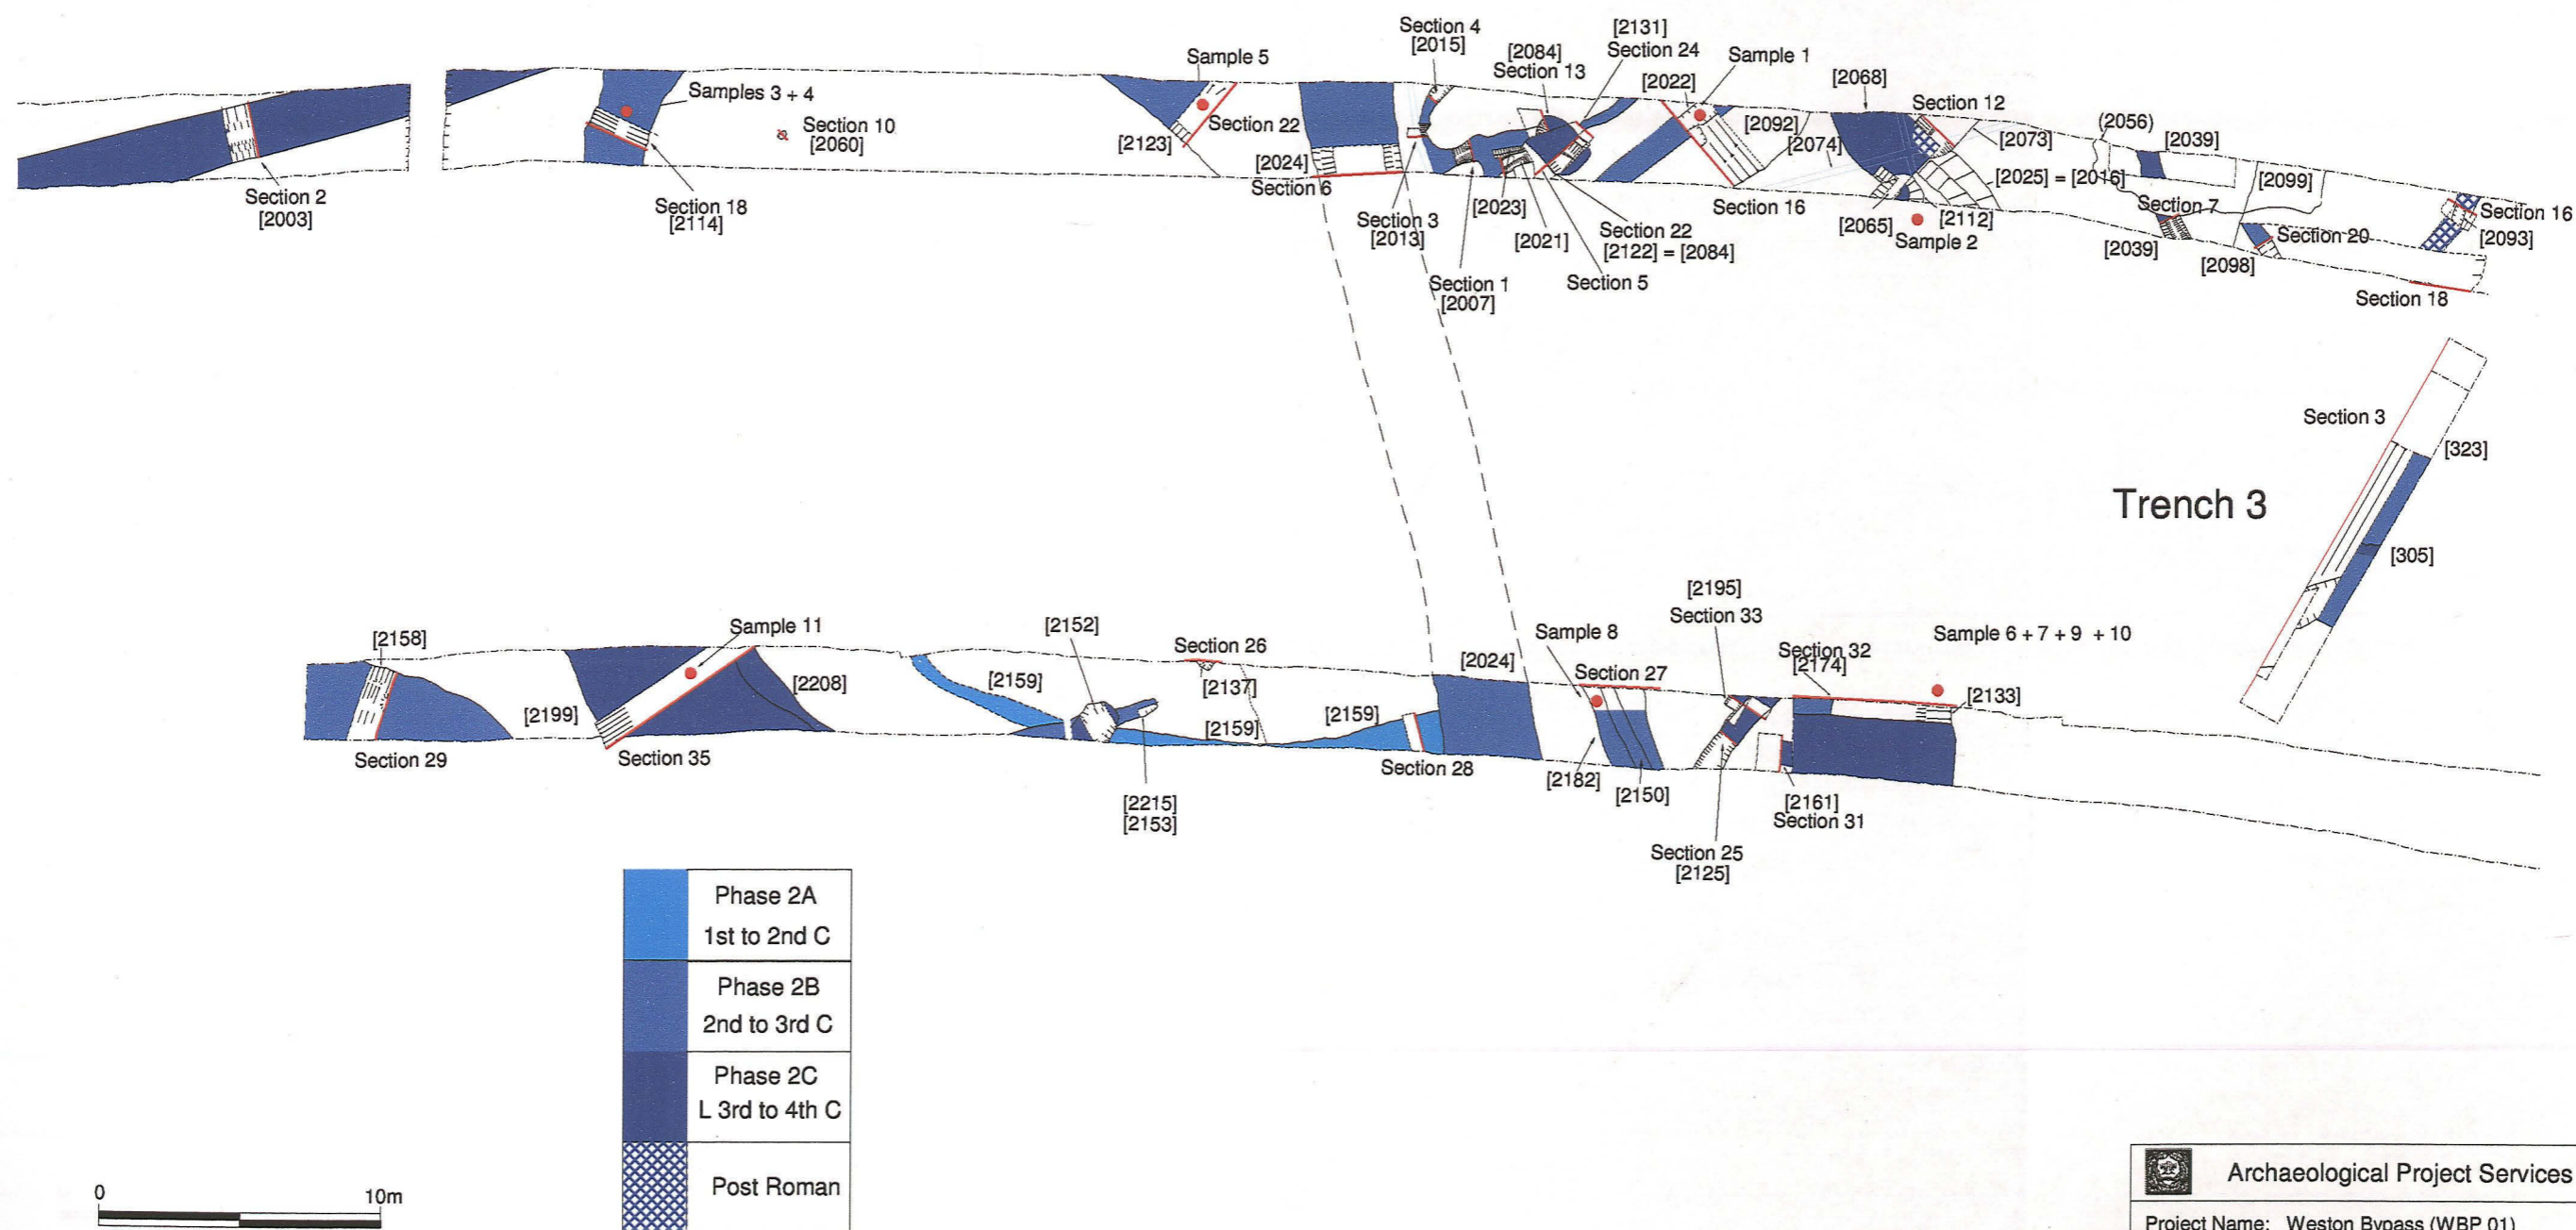 Section 4
[2015]
[2131]
Section 24
[2084]
Section 13
Sample 5
[2022]
Sample 1
[2068]
Section 12
Samples 3 + 4
Section 10
[2060]
Section 22
[2123]
[2024]
Section 6
[2092]
[2074]
[2073]
(2056)
[2039]
[2025] = [2016]
[2099]
Section 2
[2003]
Section 18
[2114]
Section 3
[2013]
[2023]
[2021]
Section 22
[2122] = [2084]
Section 16
[2065]
[2112]
Sample 2
Section 7
[2039]
[2098]
Section 20
Section 16
[2093]
Section 1
[2007]
Section 5
Section 18
Section 3
[323]
Trench 3
[305]
[2158]
Sample 11
[2152]
Section 26
[2137]
[2159]
[2208]
[2199]
[2159]
[2159]
[2024]
Sample 8
Section 27
[2195]
Section 33
Section 32
[2174]
Sample 6 + 7 + 9 + 10
[2133]
Section 29
Section 35
[2215]
[2153]
Section 28
[2182]
[2150]
[2161]
Section 31
Section 25
[2125]
Phase 2A
1st to 2nd C
Phase 2B
2nd to 3rd C
Phase 2C
L 3rd to 4th C
Post Roman
0 10m
Archaeological Project Services
Project Name: Weston Bypass (WBP 01)